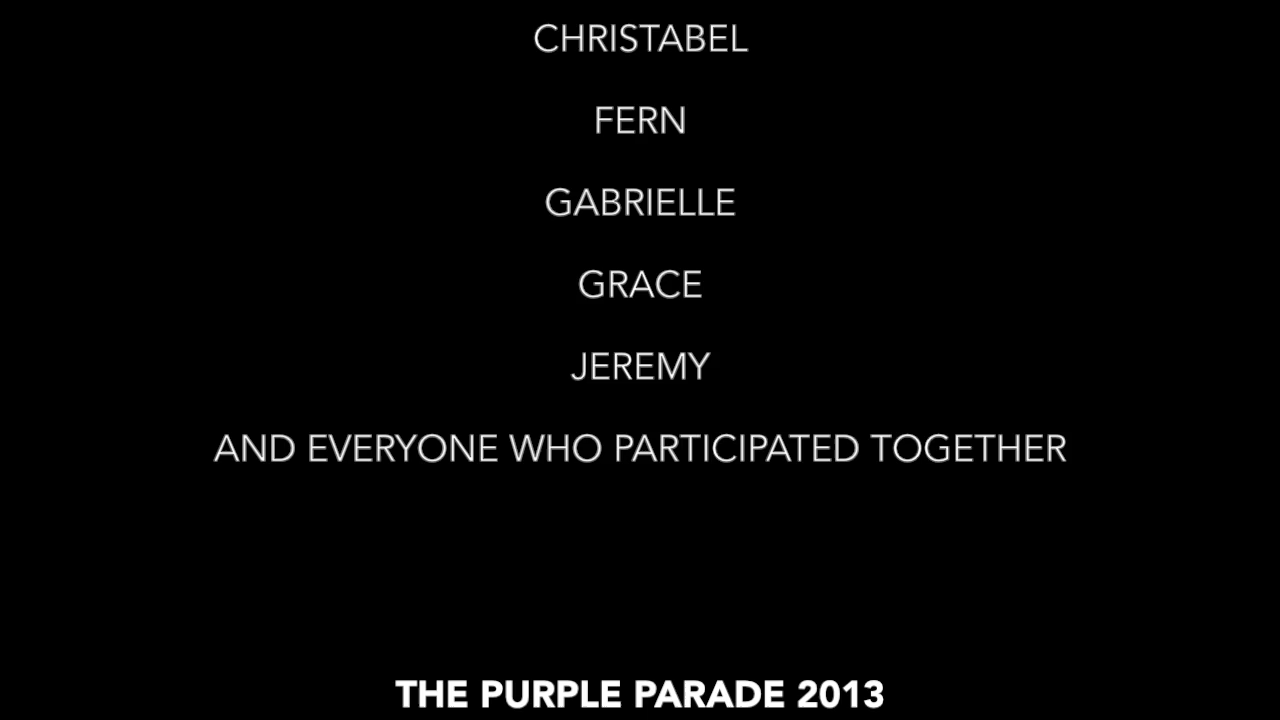 CHRISTABEL
FERN
GABRIELLE
GRACE
JEREMY
AND EVERYONE WHO PARTICIPATED TOGETHER
THE PURPLE PARADE 2013